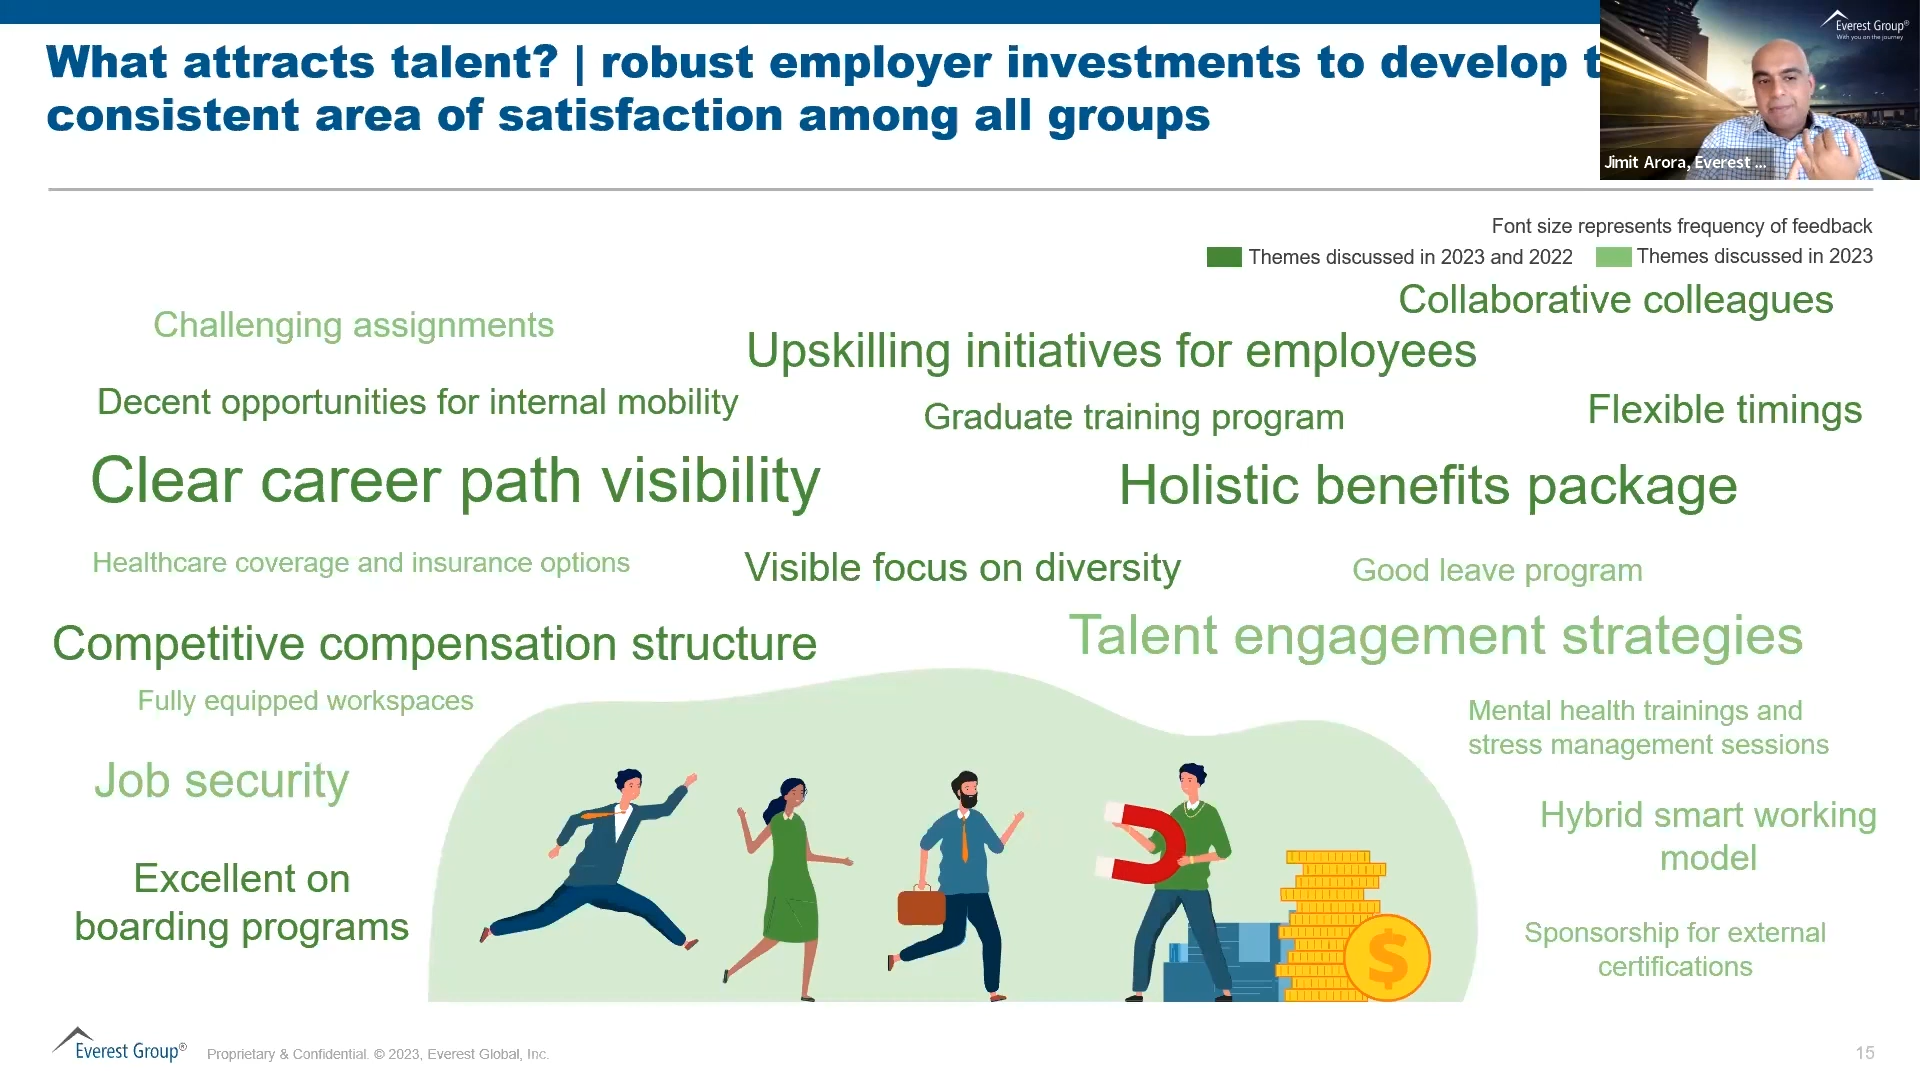 What attracts talent? | robust employer investments to develop t
consistent area of satisfaction among all groups
Everest Group®
With you on the journey
Jimit Arora, Everest ...
Font size represents frequency of feedback
Themes discussed in 2023 and 2022
Themes discussed in 2023
Collaborative colleagues
Challenging assignments
Upskilling initiatives for employees
Decent opportunities for internal mobility
Graduate training program
Flexible timings
Clear career path visibility
Holistic benefits package
Healthcare coverage and insurance options
Visible focus on diversity
Good leave program
Competitive compensation structure
Talent engagement strategies
Fully equipped workspaces
Mental health trainings and
stress management sessions
Job security
Hybrid smart working
model
Excellent on
boarding programs
Sponsorship for external
certifications
$
Everest Group®
Proprietary & Confidential. © 2023, Everest Global, Inc.
15